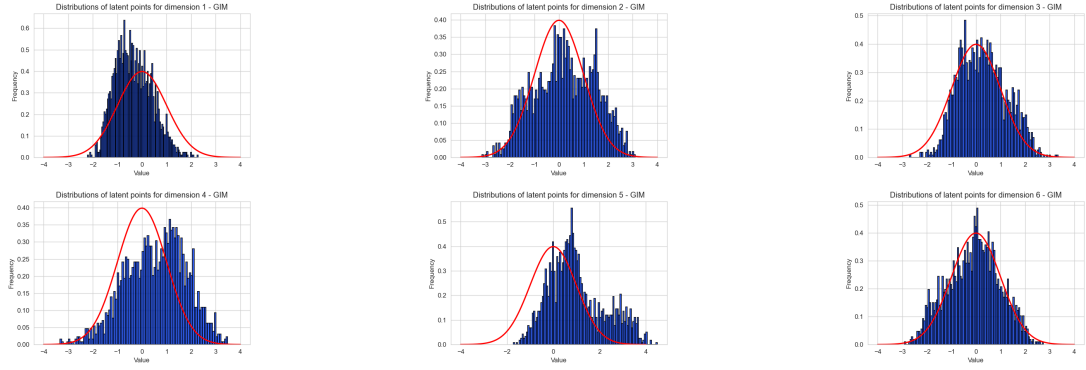 Distributions of latent points for dimension 1 - GIM
Frequency
0.6
0.5
0.4
0.3
0.2
0.1
0.0
−4 −3 −2 −1 0 1 2 3 4
Value
Distributions of latent points for dimension 2 - GIM
Frequency
0.40
0.35
0.30
0.25
0.20
0.15
0.10
0.05
0.00
−4 −3 −2 −1 0 1 2 3 4
Value
Distributions of latent points for dimension 3 - GIM
Frequency
0.5
0.4
0.3
0.2
0.1
0.0
−4 −3 −2 −1 0 1 2 3 4
Value
Distributions of latent points for dimension 4 - GIM
Frequency
0.40
0.35
0.30
0.25
0.20
0.15
0.10
0.05
0.00
−4 −3 −2 −1 0 1 2 3 4
Value
Distributions of latent points for dimension 5 - GIM
Frequency
0.5
0.4
0.3
0.2
0.1
0.0
−4 −2 0 2 4
Value
Distributions of latent points for dimension 6 - GIM
Frequency
0.5
0.4
0.3
0.2
0.1
0.0
−4 −3 −2 −1 0 1 2 3 4
Value